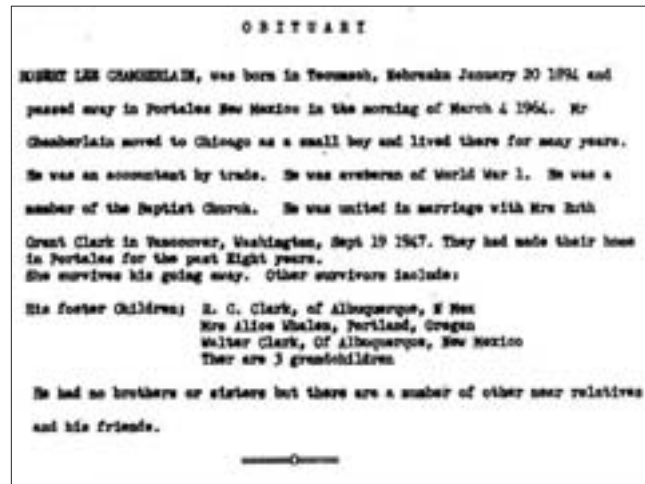 OBITUARY
ROBERT LEE CHAMBERLAIN, was born in Tecumseh, Nebraska January 20 1894 and
passed away in Portales New Mexico in the morning of March 4 1964. Mr
Chamberlain moved to Chicago as a small boy and lived there for many years.
He was an accountant by trade. He was aveteran of World War 1. He was a
member of the Baptist Church. He was united in marriage with Mrs Ruth
Grant Clark in Vancouver, Washington, Sept 19 1947. They had made their home
in Portales for the past Eight years.
She survives his going away. Other survivors include:
His foster Children; C. Clark, of Albuquerque, N Mex
Mrs Alice Whalen, Portland, Oregan
Walter Clark, Of Albuquerque, New Mexico
Ther are 3 grandchildren
He had no brothers or sisters but there are a number of other near relatives
and his friends.